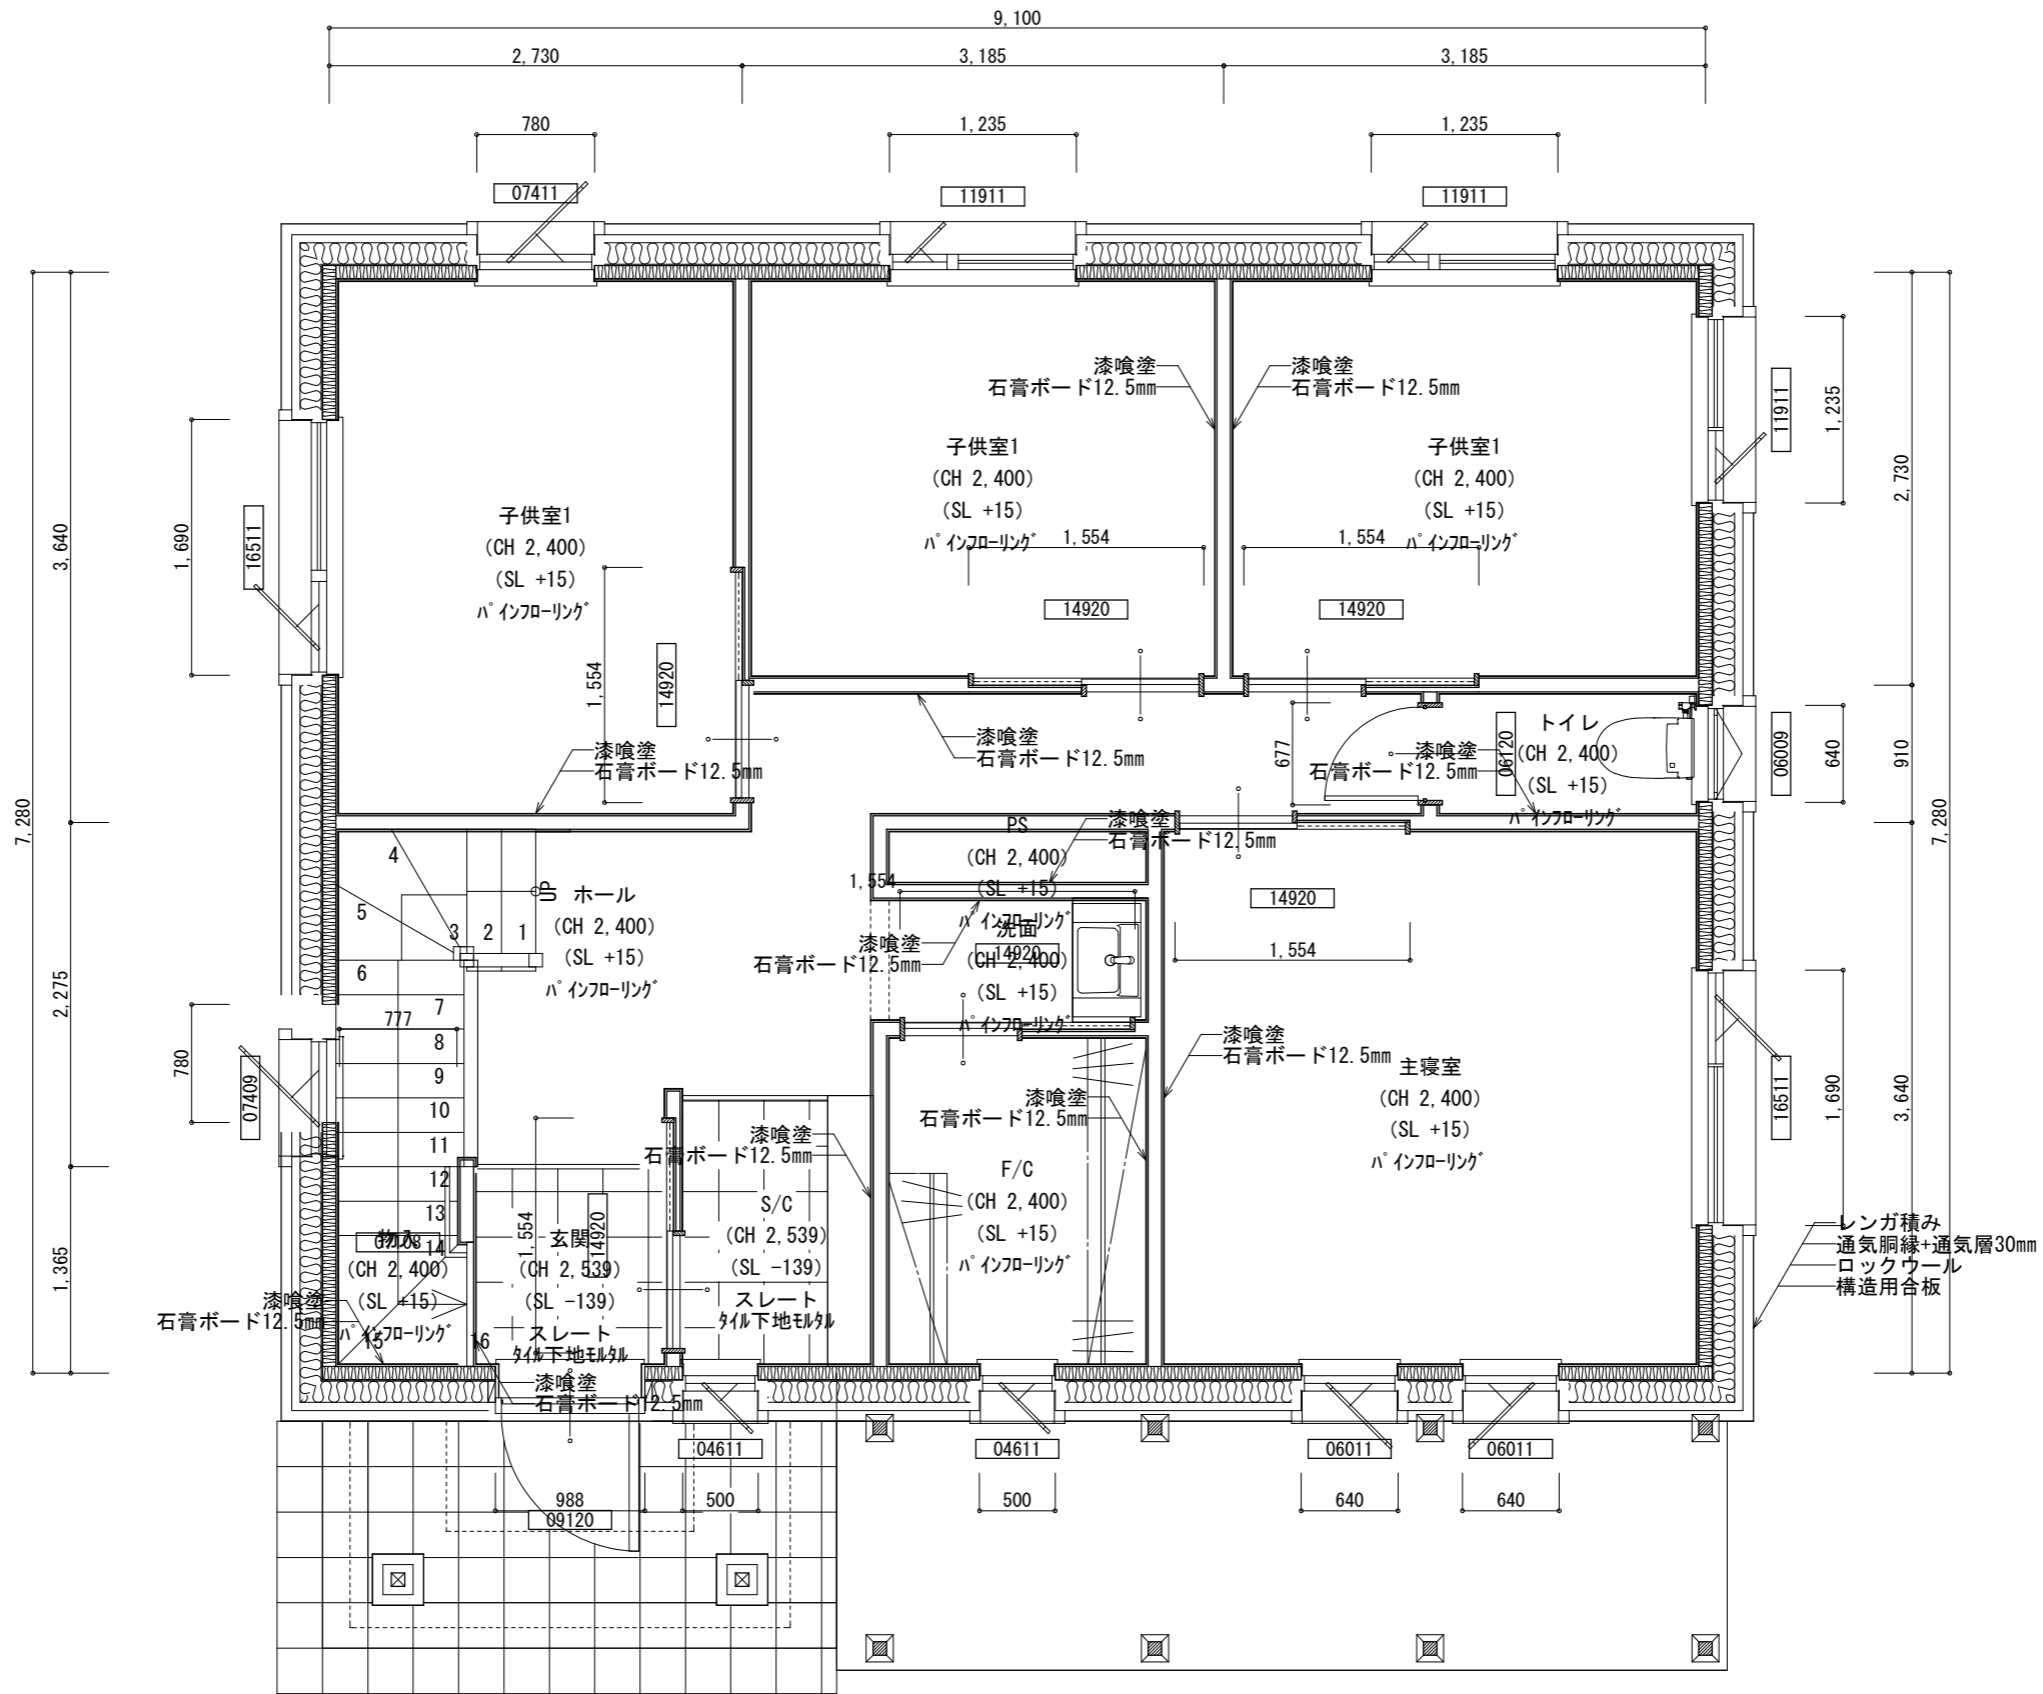 9,100
2,730
3,185
3,185
780
1,235
1,235
07411
11911
11911
漆喰塗
石膏ボード12.5mm
漆喰塗
石膏ボード12.5mm
子供室1
(CH 2,400)
(SL +15)
ﾊﾟｲﾝﾌﾛｰﾘﾝｸﾞ
子供室1
(CH 2,400)
(SL +15)
ﾊﾟｲﾝﾌﾛｰﾘﾝｸﾞ
子供室1
(CH 2,400)
(SL +15)
ﾊﾟｲﾝﾌﾛｰﾘﾝｸﾞ
1,554
1,554
14920
14920
1,554
14920
7,280
3,640
2,275
1,365
1,690
16511
780
07409
11911
1,235
2,730
06009
640
910
7,280
16511
1,690
3,640
漆喰塗
石膏ボード12.5mm
漆喰塗
石膏ボード12.5mm
677
漆喰塗
石膏ボード12.5mm
06120
トイレ
(CH 2,400)
(SL +15)
ﾊﾟｲﾝﾌﾛｰﾘﾝｸﾞ
PS
(CH 2,400)
(SL +15)
ﾊﾟｲﾝﾌﾛｰﾘﾝｸﾞ
漆喰塗
石膏ボード12.5mm
1,554
洗面
14920
(CH 2,400)
(SL +15)
ﾊﾟｲﾝﾌﾛｰﾘﾝｸﾞ
漆喰塗
石膏ボード12.5mm
14920
1,554
UP
ホール
(CH 2,400)
(SL +15)
ﾊﾟｲﾝﾌﾛｰﾘﾝｸﾞ
4
5
3
2
1
6
7
777
8
9
10
11
12
13
14
15
16
漆喰塗
石膏ボード12.5mm
主寝室
(CH 2,400)
(SL +15)
ﾊﾟｲﾝﾌﾛｰﾘﾝｸﾞ
漆喰塗
石膏ボード12.5mm
漆喰塗
石膏ボード12.5mm
F/C
(CH 2,400)
(SL +15)
ﾊﾟｲﾝﾌﾛｰﾘﾝｸﾞ
S/C
(CH 2,539)
(SL -139)
スレート
ﾀｲﾙ下地ﾓﾙﾀﾙ
1,554
14920
玄関
(CH 2,539)
(SL -139)
スレート
ﾀｲﾙ下地ﾓﾙﾀﾙ
物入
(CH 2,400)
(SL +15)
ﾊﾟｲﾝﾌﾛｰﾘﾝｸﾞ
漆喰塗
石膏ボード12.5mm
漆喰塗
石膏ボード12.5mm
レンガ積み
通気胴縁+通気層30mm
ロックウール
構造用合板
04611
04611
06011
06011
988
500
500
640
640
09120